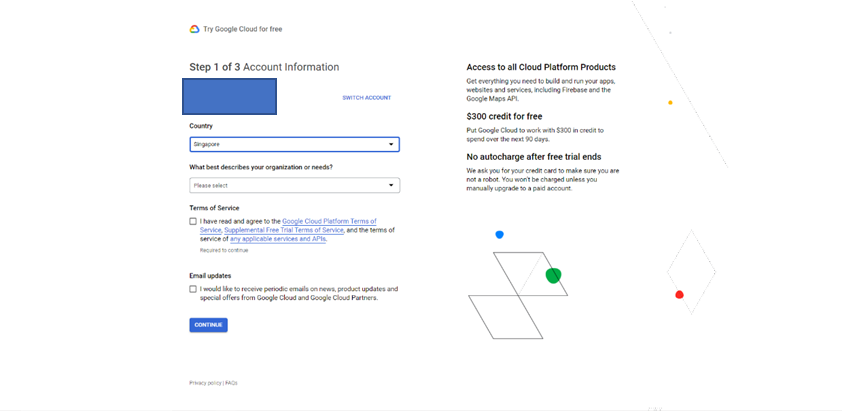 Try Google Cloud for free
Step 1 of 3 Account Information
SWITCH ACCOUNT
Country
Singapore
What best describes your organization or needs?
Please select
Terms of Service
I have read and agree to the Google Cloud Platform Terms of
Service, Supplemental Free Trial Terms of Service, and the terms of
service of any applicable services and APIs.
Required to continue
Email updates
I would like to receive periodic emails on news, product updates and
special offers from Google Cloud and Google Cloud Partners.
CONTINUE
Privacy policy | FAQs
Access to all Cloud Platform Products
Get everything you need to build and run your apps,
websites and services, including Firebase and the
Google Maps API.
$300 credit for free
Put Google Cloud to work with $300 in credit to
spend over the next 90 days.
No autocharge after free trial ends
We ask you for your credit card to make sure you are
not a robot. You won't be charged unless you
manually upgrade to a paid account.